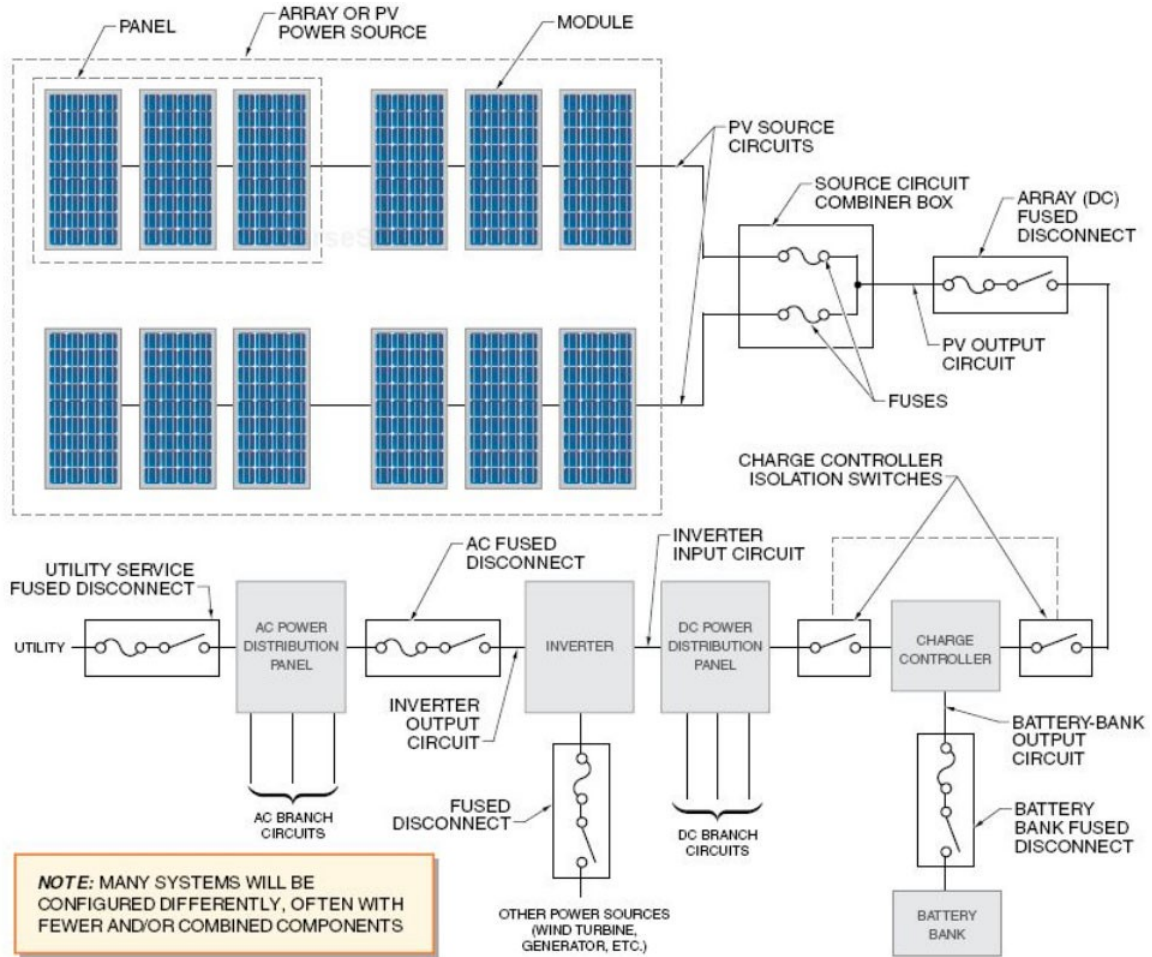 PANEL
ARRAY OR PV
POWER SOURCE
MODULE
PV SOURCE
CIRCUITS
SOURCE CIRCUIT
COMBINER BOX
ARRAY (DC)
FUSED
DISCONNECT
PV OUTPUT
CIRCUIT
FUSES
CHARGE CONTROLLER
ISOLATION SWITCHES
INVERTER
INPUT CIRCUIT
AC FUSED
DISCONNECT
UTILITY SERVICE
FUSED DISCONNECT
UTILITY
AC POWER
DISTRIBUTION
PANEL
INVERTER
DC POWER
DISTRIBUTION
PANEL
CHARGE
CONTROLLER
INVERTER
OUTPUT
CIRCUIT
BATTERY-BANK
OUTPUT
CIRCUIT
FUSED
DISCONNECT
AC BRANCH
CIRCUITS
DC BRANCH
CIRCUITS
BATTERY
BANK FUSED
DISCONNECT
NOTE: MANY SYSTEMS WILL BE
CONFIGURED DIFFERENTLY, OFTEN WITH
FEWER AND/OR COMBINED COMPONENTS
OTHER POWER SOURCES
(WIND TURBINE,
GENERATOR, ETC.)
BATTERY
BANK